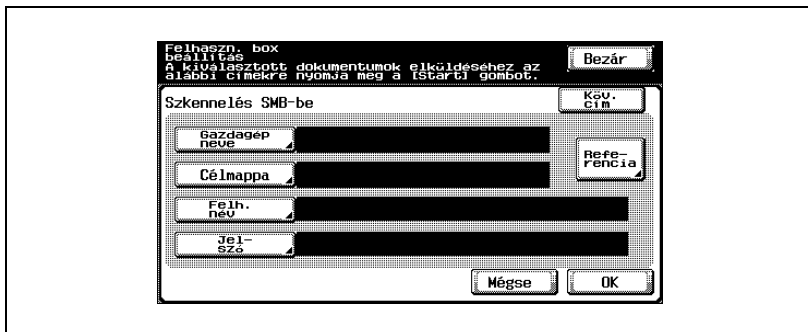 Felhaszn. box
beállítás
A kiválasztott dokumentumok elküldéséhez az
alábbi címekre nyomja meg a [Start] gombot.
Bezár
Szkennelés SMB-be
Köv.
cím
Gazdagép
neve
Refe-
rencia
Célmappa
Felh.
név
Jel-
szó
Mégse
OK